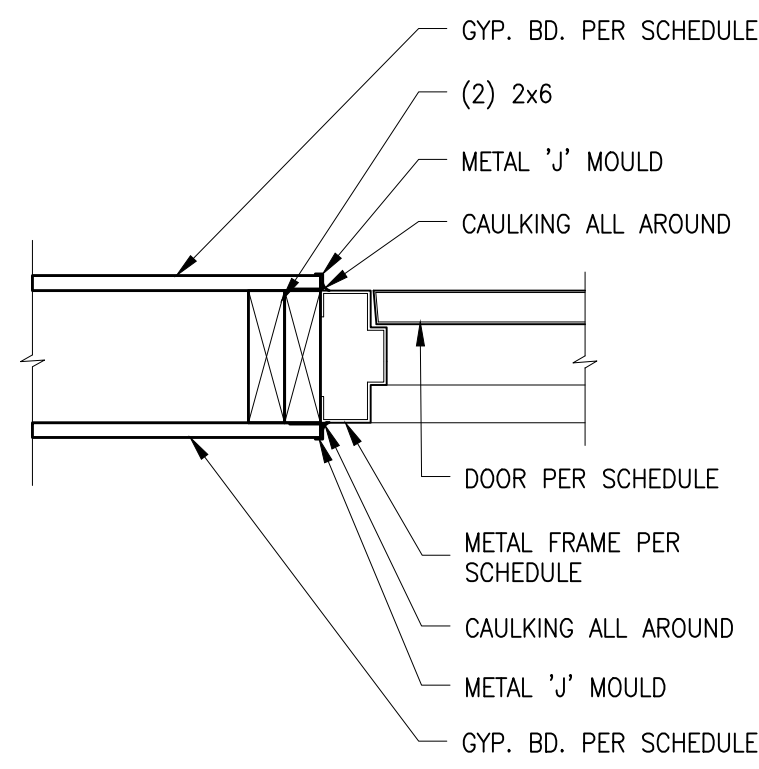 GYP. BD. PER SCHEDULE
(2) 2x6
METAL 'J' MOULD
CAULKING ALL AROUND
DOOR PER SCHEDULE
METAL FRAME PER
SCHEDULE
CAULKING ALL AROUND
METAL 'J' MOULD
GYP. BD. PER SCHEDULE